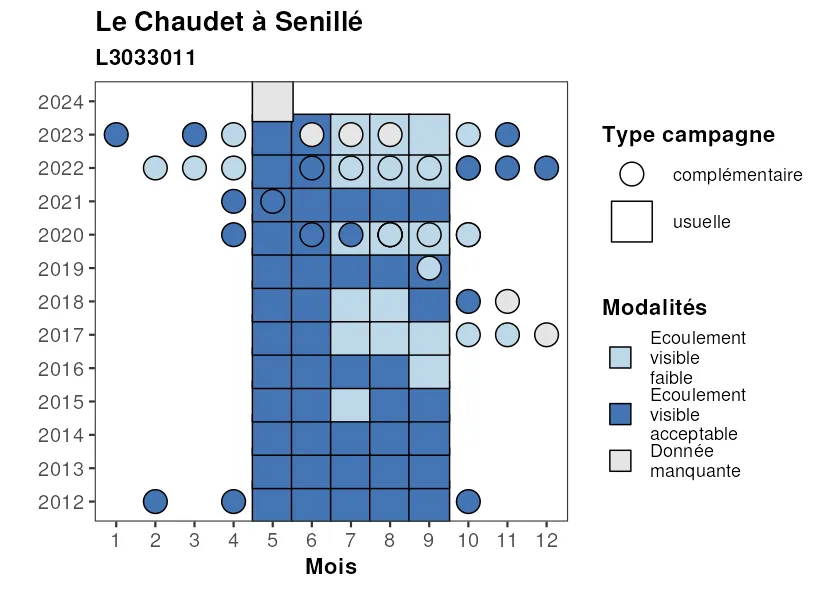 Le Chaudet à Senillé
L3033011
2024
2023
2022
2021
2020
2019
2018
2017
2016
2015
2014
2013
2012
1 2 3 4 5 6 7 8 9 10 11 12
Mois
Type campagne
complémentaire
usuelle
Modalités
Ecoulement
visible
faible
Ecoulement
visible
acceptable
Donnée
manquante